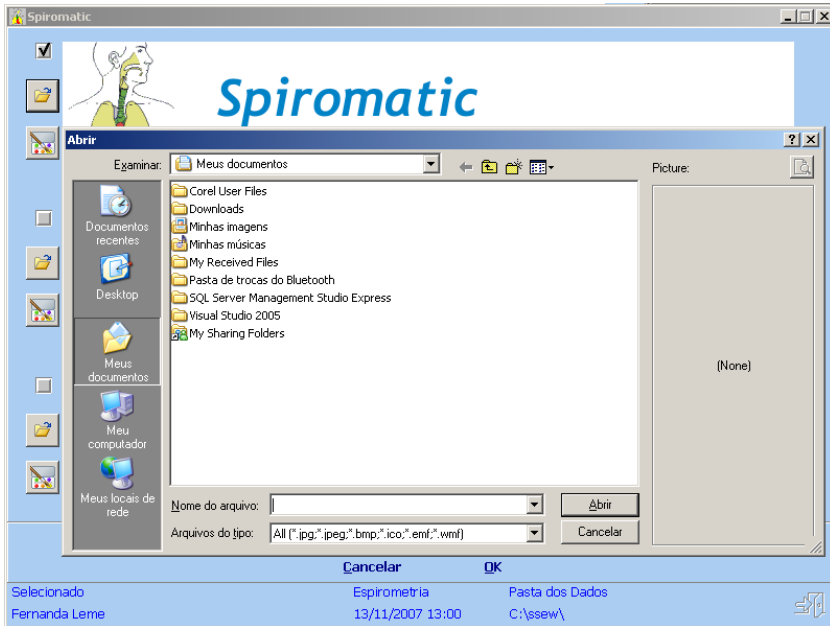 Spiromatic
Spiromatic
Abrir
Examinar:
Meus documentos
Picture:
Documentos recentes
Desktop
Meus documentos
Meu computador
Meus locais de rede
Corel User Files
Downloads
Minhas imagens
Minhas músicas
My Received Files
Pasta de trocas do Bluetooth
SQL Server Management Studio Express
Visual Studio 2005
My Sharing Folders
(None)
Nome do arquivo:
Abrir
Arquivos do tipo:
All (*.jpg;*.jpeg;*.bmp;*.ico;*.emf;*.wmf)
Cancelar
Cancelar
OK
Selecionado
Espirometria
Pasta dos Dados
Fernanda Leme
13/11/2007 13:00
C:\ssew\